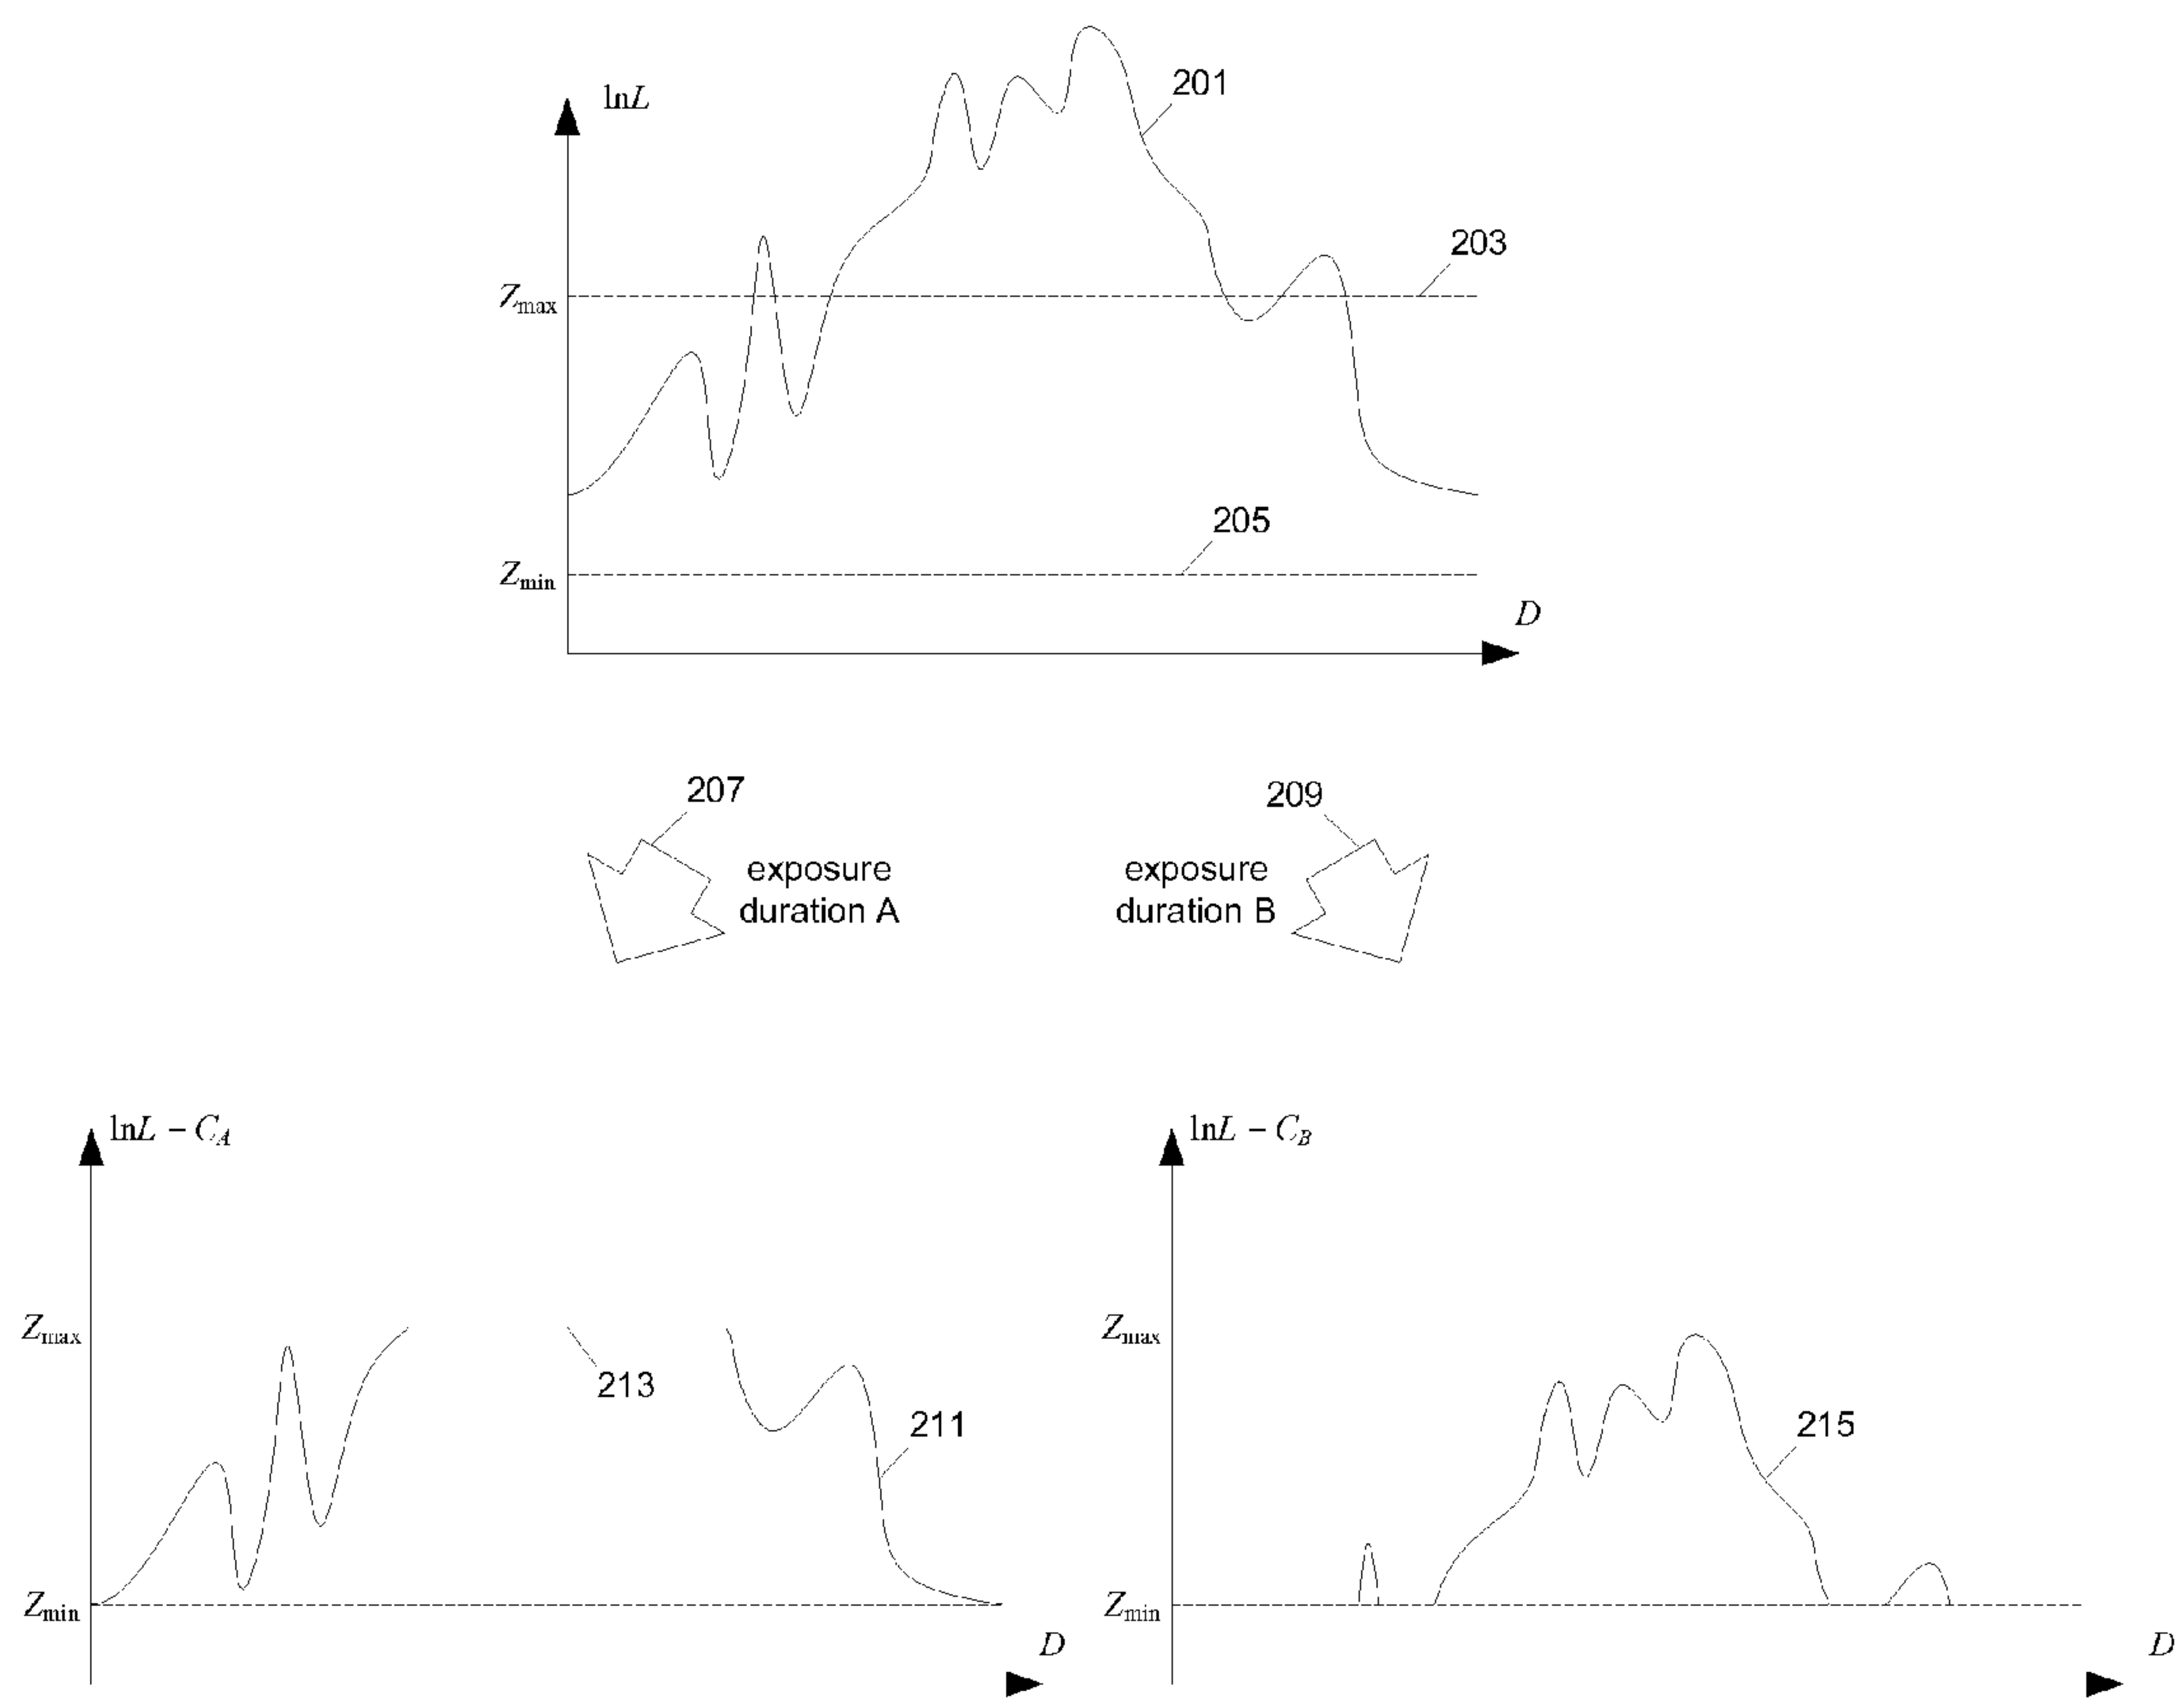 lnL
201
203
Zmax
205
Zmin
D
207
209
exposure
duration A
exposure
duration B
lnL − CA
lnL − CB
Zmax
213
211
Zmin
D
Zmax
215
Zmin
D